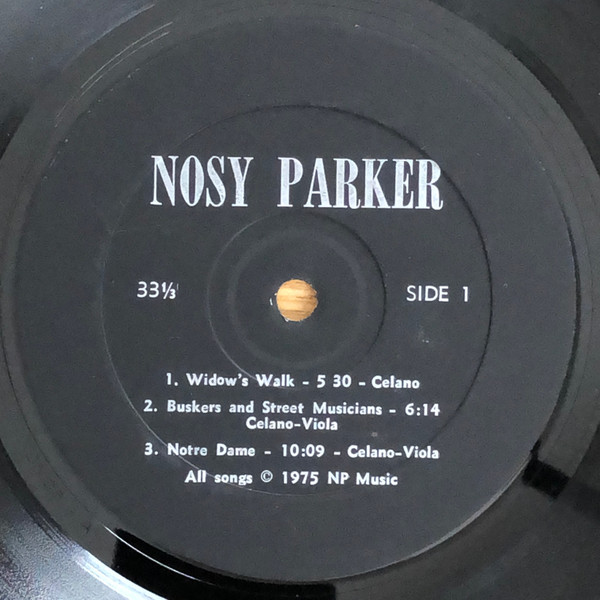 NOSY PARKER
33⅓
SIDE 1
1. Widow's Walk - 5 30 - Celano
2. Buskers and Street Musicians - 6:14
Celano-Viola
3. Notre Dame - 10:09 - Celano-Viola
All songs © 1975 NP Music